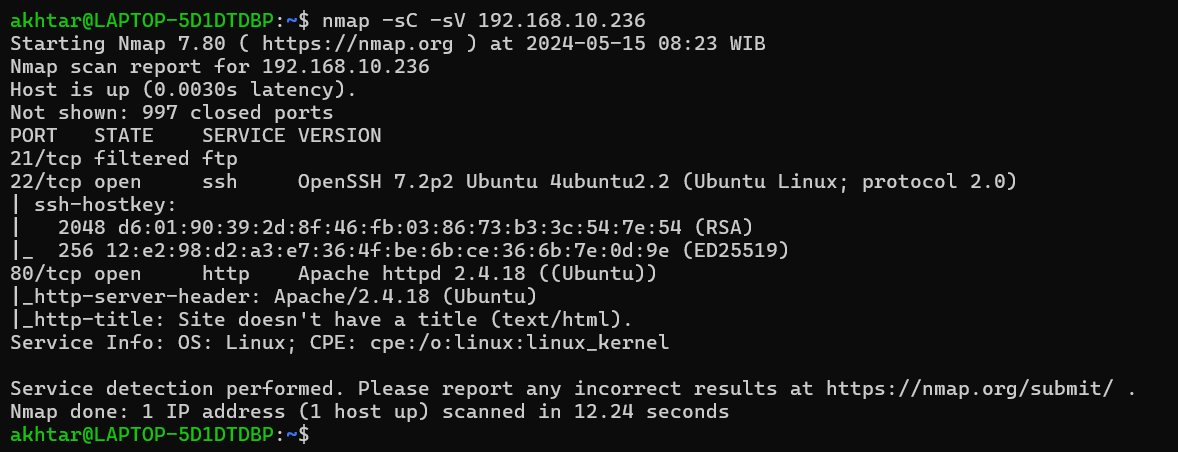 akhtar@LAPTOP-5D1DTDBP:~$ nmap -sC -sV 192.168.10.236
Starting Nmap 7.80 ( https://nmap.org ) at 2024-05-15 08:23 WIB
Nmap scan report for 192.168.10.236
Host is up (0.0030s latency).
Not shown: 997 closed ports
PORT   STATE    SERVICE VERSION
21/tcp filtered ftp
22/tcp open     ssh     OpenSSH 7.2p2 Ubuntu 4ubuntu2.2 (Ubuntu Linux; protocol 2.0)
| ssh-hostkey:
|   2048 d6:01:90:39:2d:8f:46:fb:03:86:73:b3:3c:54:7e:54 (RSA)
|_  256 12:e2:98:d2:a3:e7:36:4f:be:6b:ce:36:6b:7e:0d:9e (ED25519)
80/tcp open     http    Apache httpd 2.4.18 ((Ubuntu))
|_http-server-header: Apache/2.4.18 (Ubuntu)
|_http-title: Site doesn't have a title (text/html).
Service Info: OS: Linux; CPE: cpe:/o:linux:linux_kernel

Service detection performed. Please report any incorrect results at https://nmap.org/submit/ .
Nmap done: 1 IP address (1 host up) scanned in 12.24 seconds
akhtar@LAPTOP-5D1DTDBP:~$